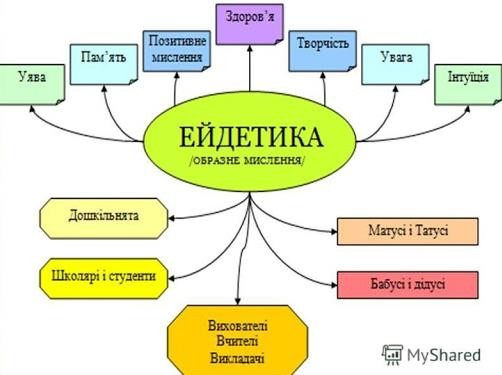 Здоров'я
Позитивне
мислення
Творчість
Пам'ять
Увага
Уява
Інтуїція
ЕЙДЕТИКА
/ОБРАЗНЕ МИСЛЕННЯ/
Дошкільнята
Матусі і Татусі
Школярі і студенти
Бабусі і дідусі
Вихователі
Вчителі
Викладачі
MyShared